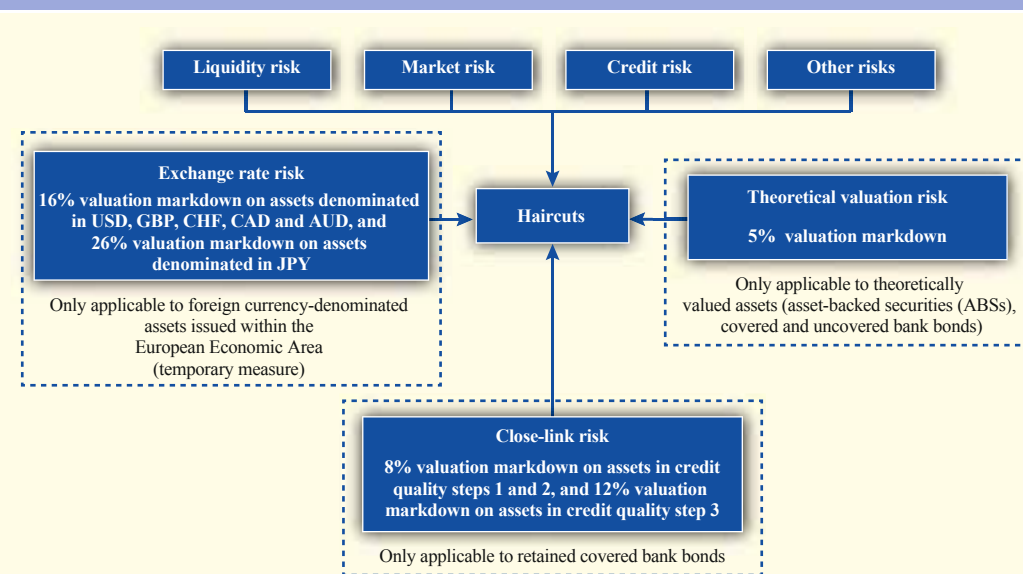 Liquidity risk
Market risk
Credit risk
Other risks
Exchange rate risk
16% valuation markdown on assets denominated
in USD, GBP, CHF, CAD and AUD, and
26% valuation markdown on assets
denominated in JPY
Only applicable to foreign currency-denominated
assets issued within the
European Economic Area
(temporary measure)
Haircuts
Theoretical valuation risk
5% valuation markdown
Only applicable to theoretically
valued assets (asset-backed securities (ABSs),
covered and uncovered bank bonds)
Close-link risk
8% valuation markdown on assets in credit
quality steps 1 and 2, and 12% valuation
markdown on assets in credit quality step 3
Only applicable to retained covered bank bonds